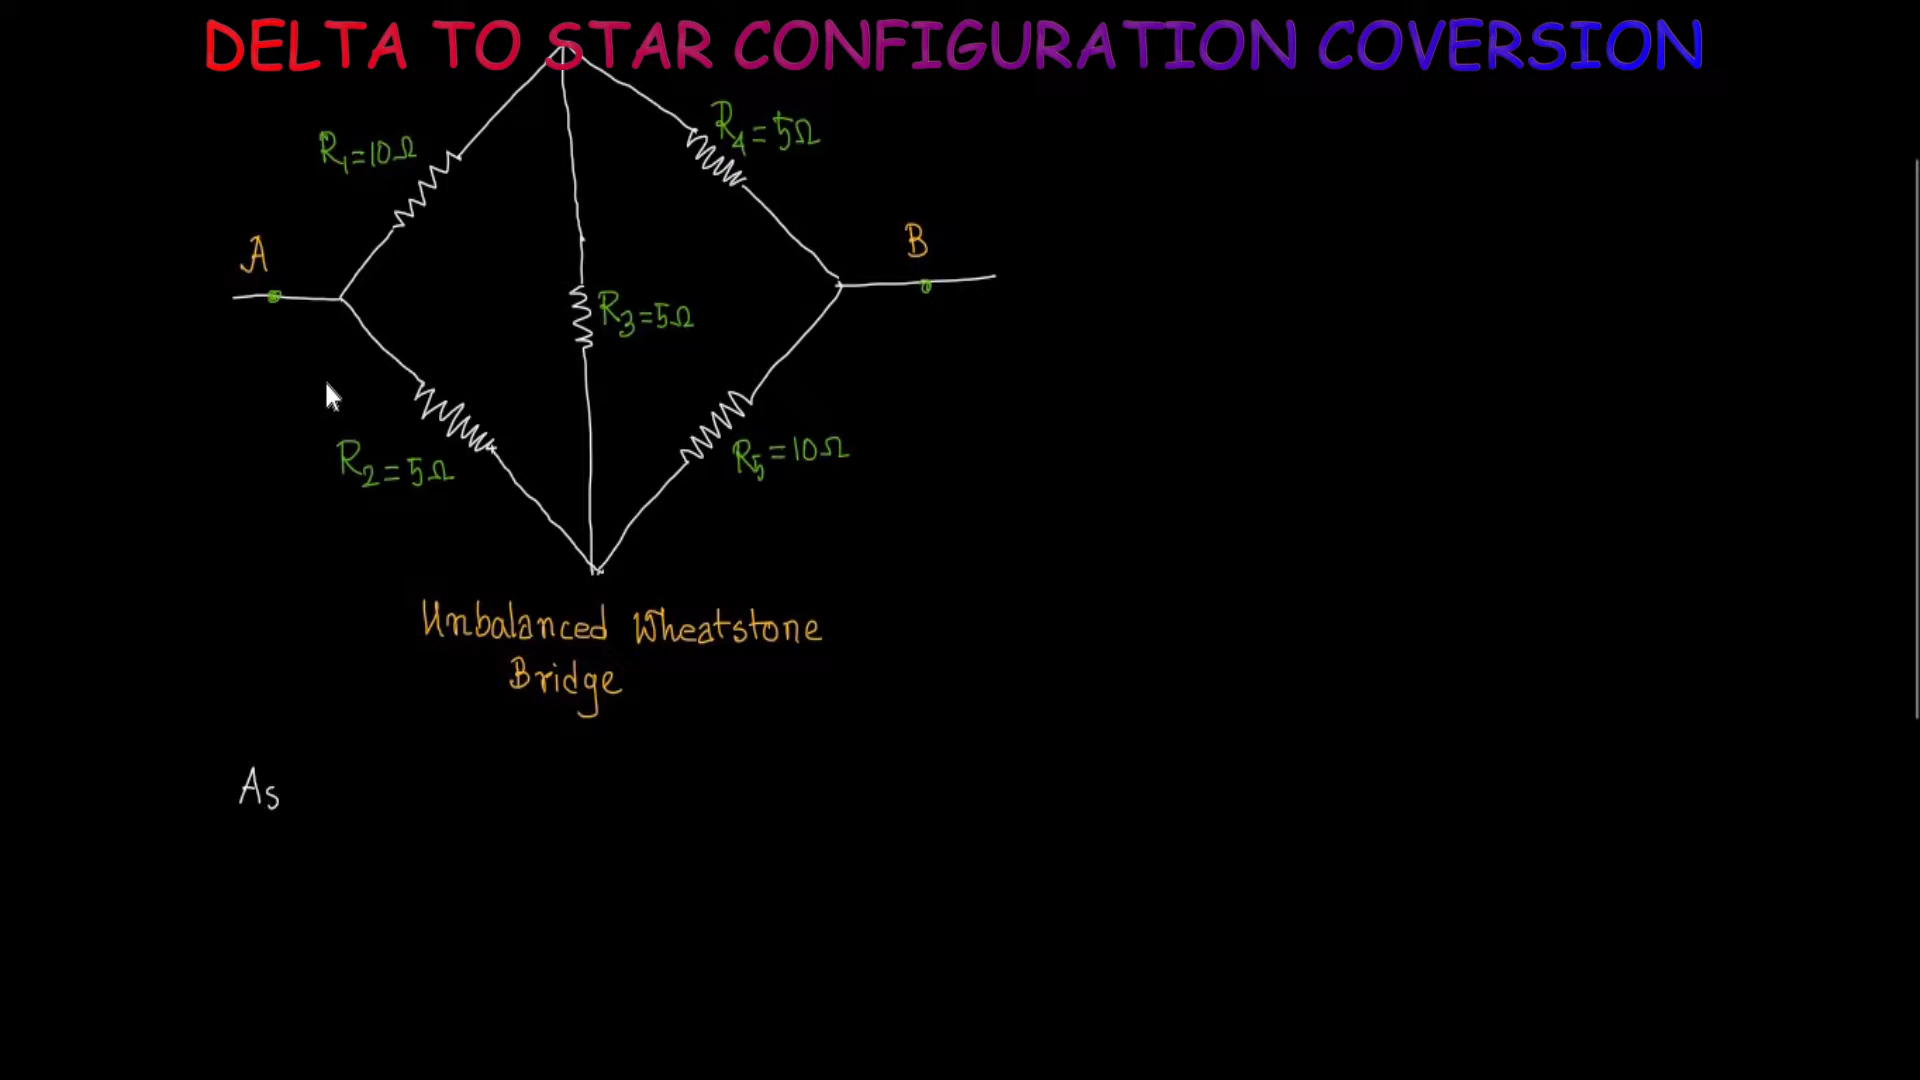 DELTA TO STAR CONFIGURATION COVERSION
R4=5Ω
R1=10Ω
A
B
R3=5Ω
R2=5Ω
R5=10Ω
Unbalanced Wheatstone
Bridge
As